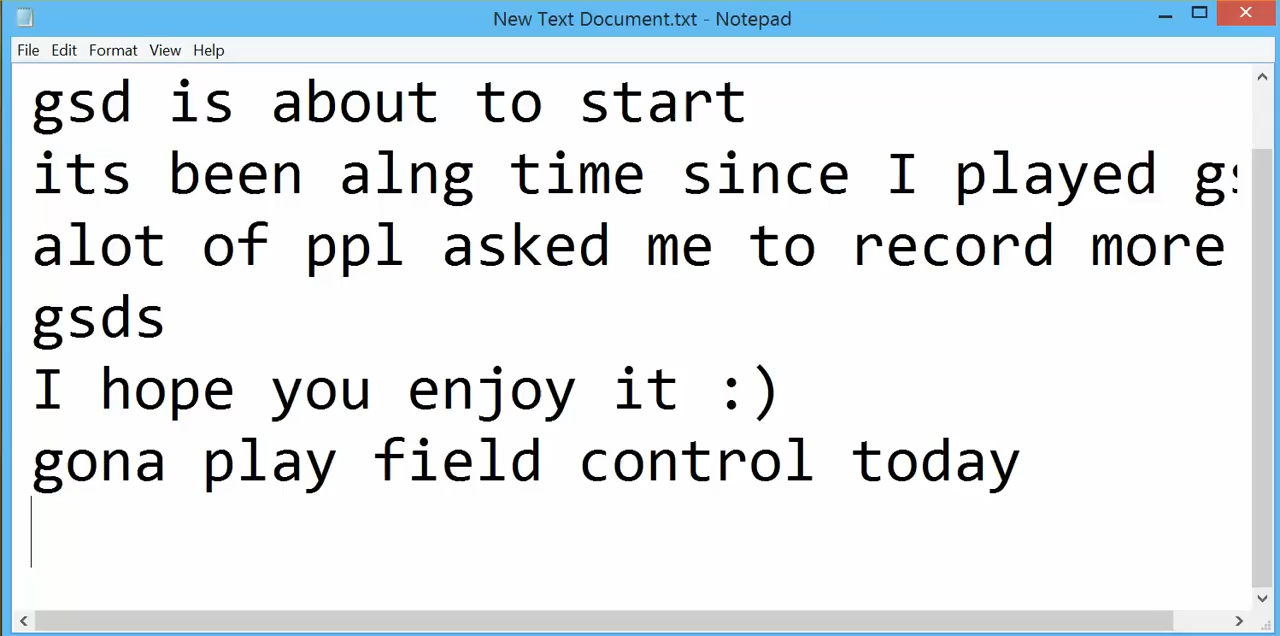 New Text Document.txt - Notepad
File Edit Format View Help
gsd is about to start
its been alng time since I played
alot of ppl asked me to record more
gsds
I hope you enjoy it :)
gona play field control today